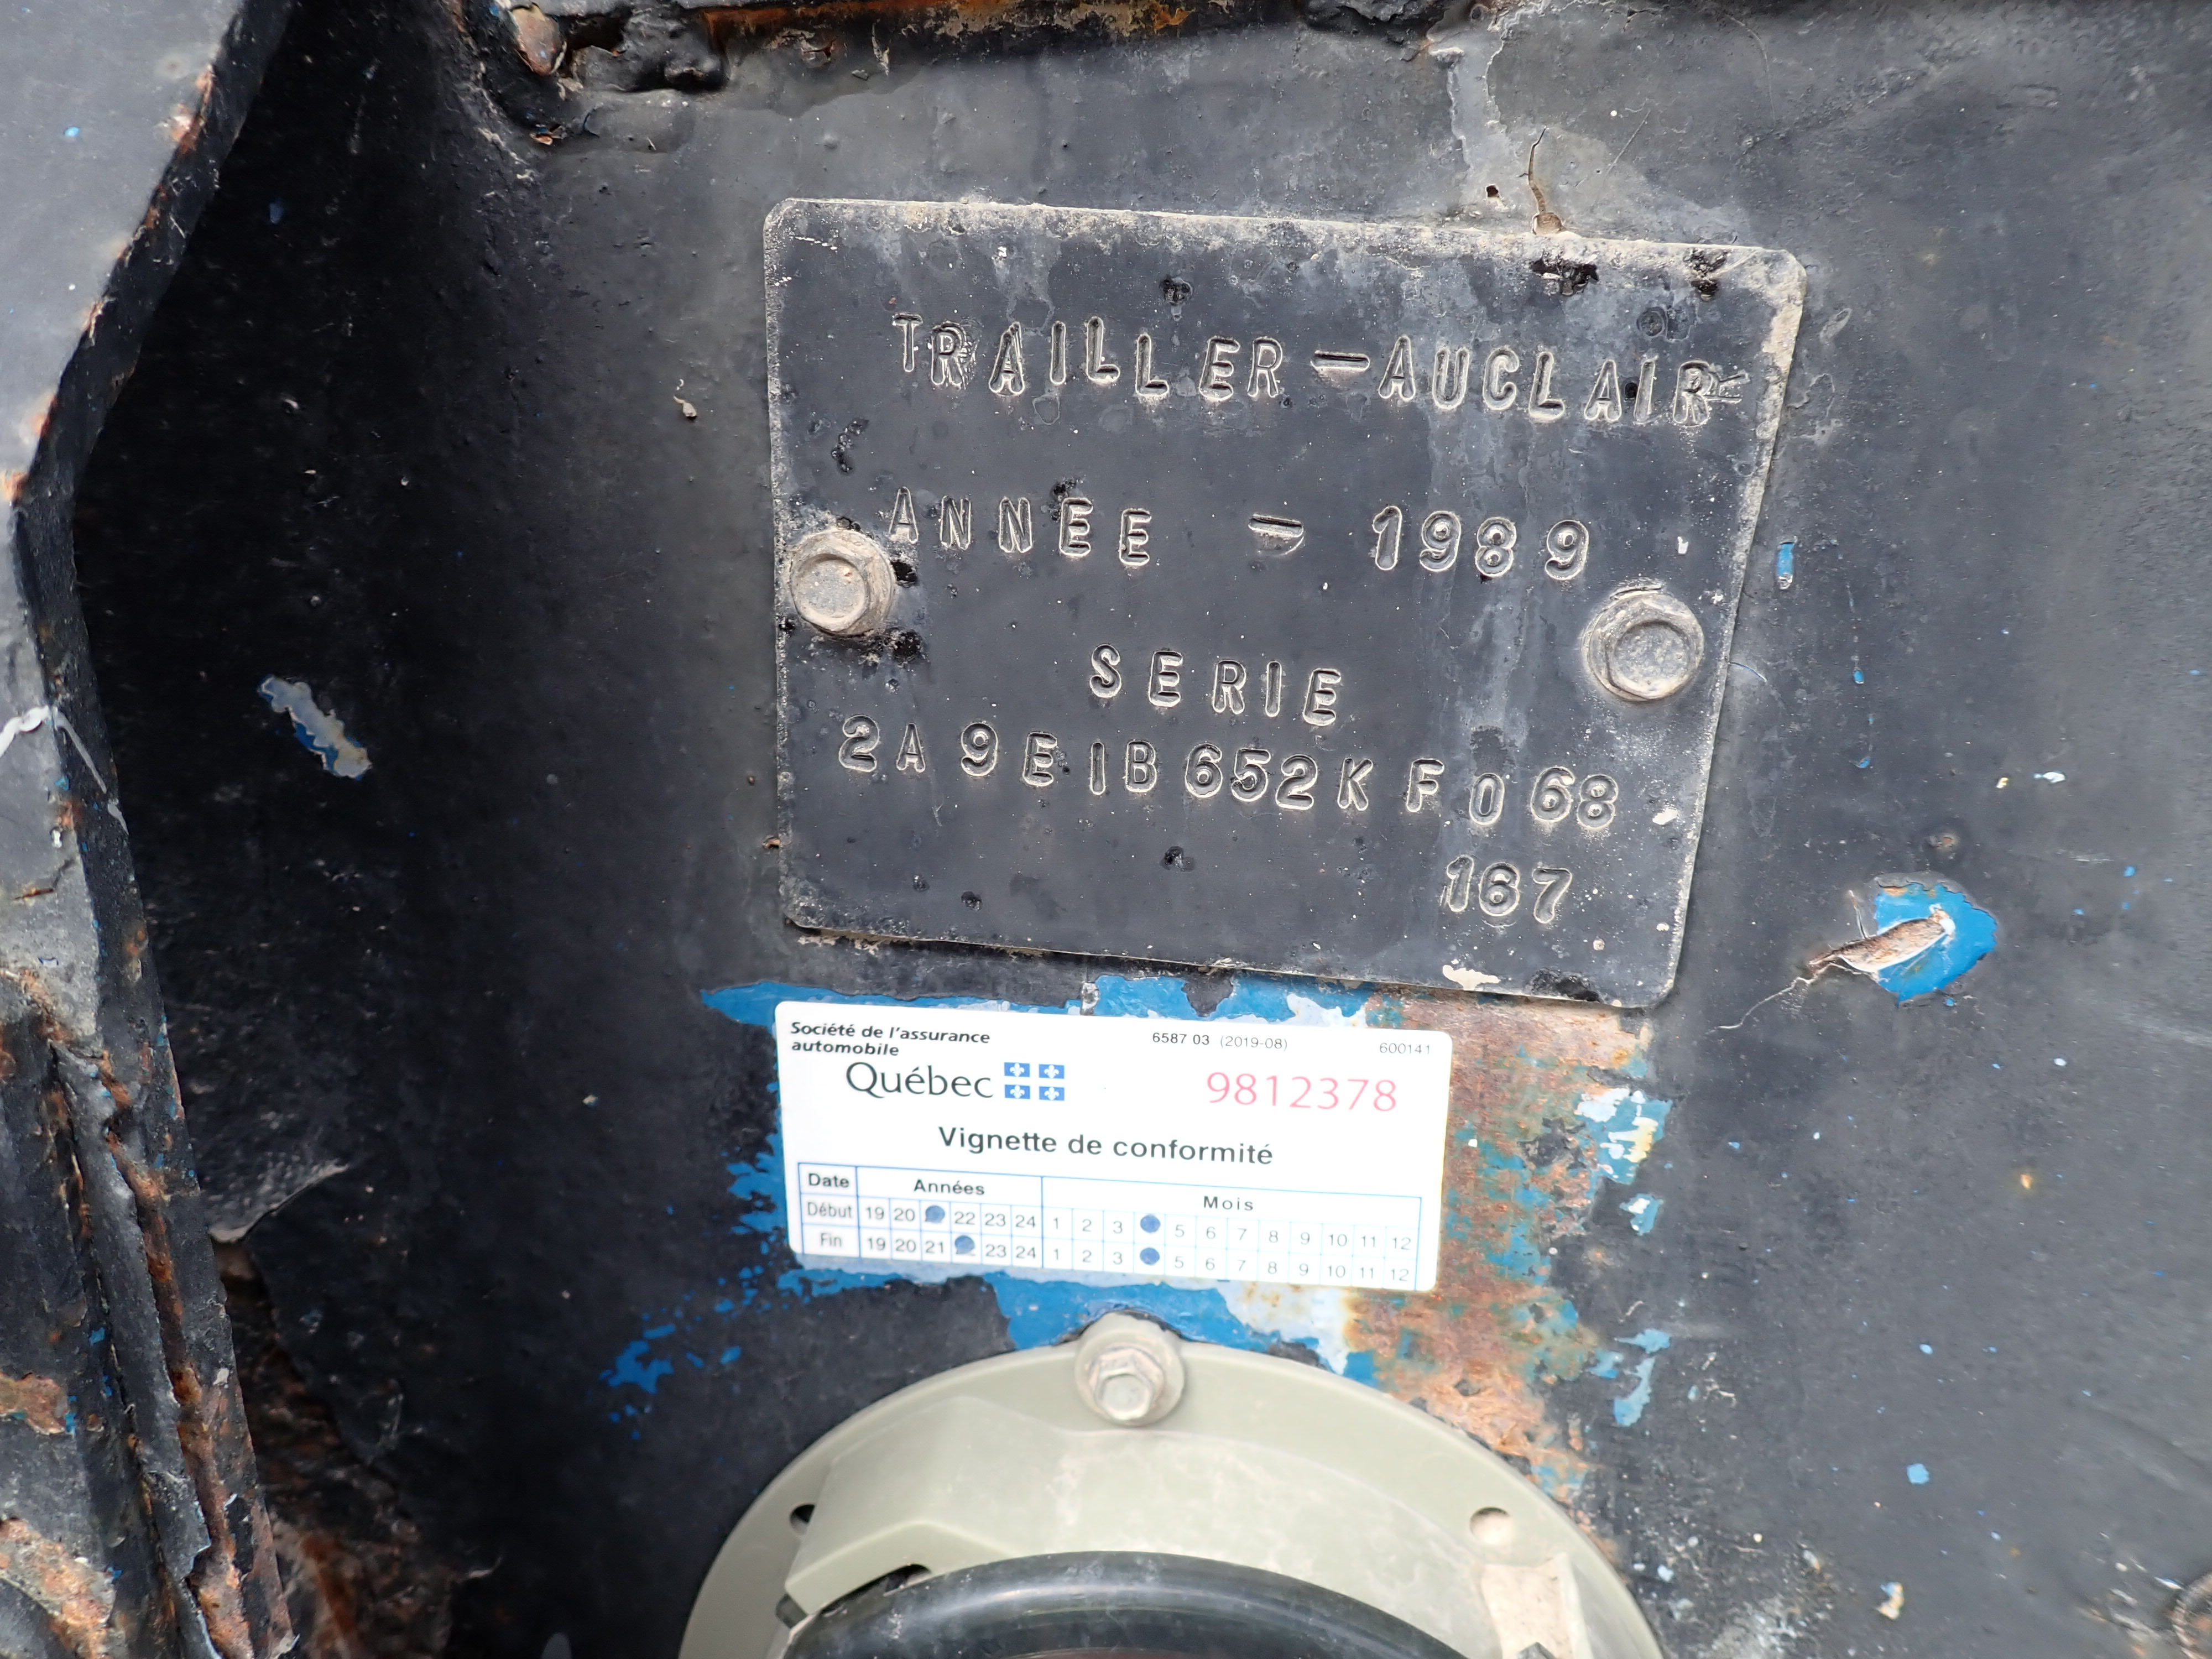 TRAILLER-AUCLAIR
ANNEE - 1989
SERIE
2A9EIB652KF068
167
Société de l'assurance
automobile
Québec
6587 03 (2019-08) 600141
9812378
Vignette de conformité
Date Années Mois
Début 19 20 22 23 24 1 2 3 5 6 7 8 9 10 11 12
Fin 19 20 21 23 24 1 2 3 5 6 7 8 9 10 11 12